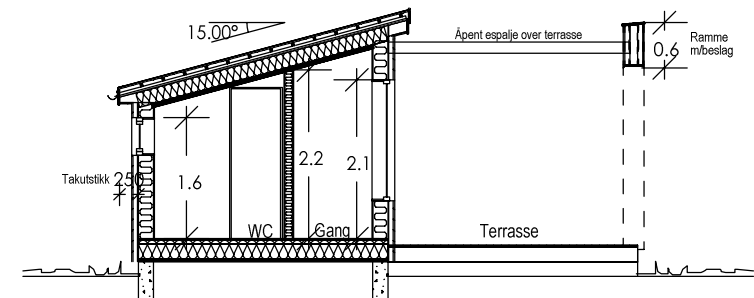 15.00°
Åpent espalje over terrasse
Ramme
m/beslag
0.6
2.2
2.1
Takutstikk 250
1.6
WC
Gang
Terrasse